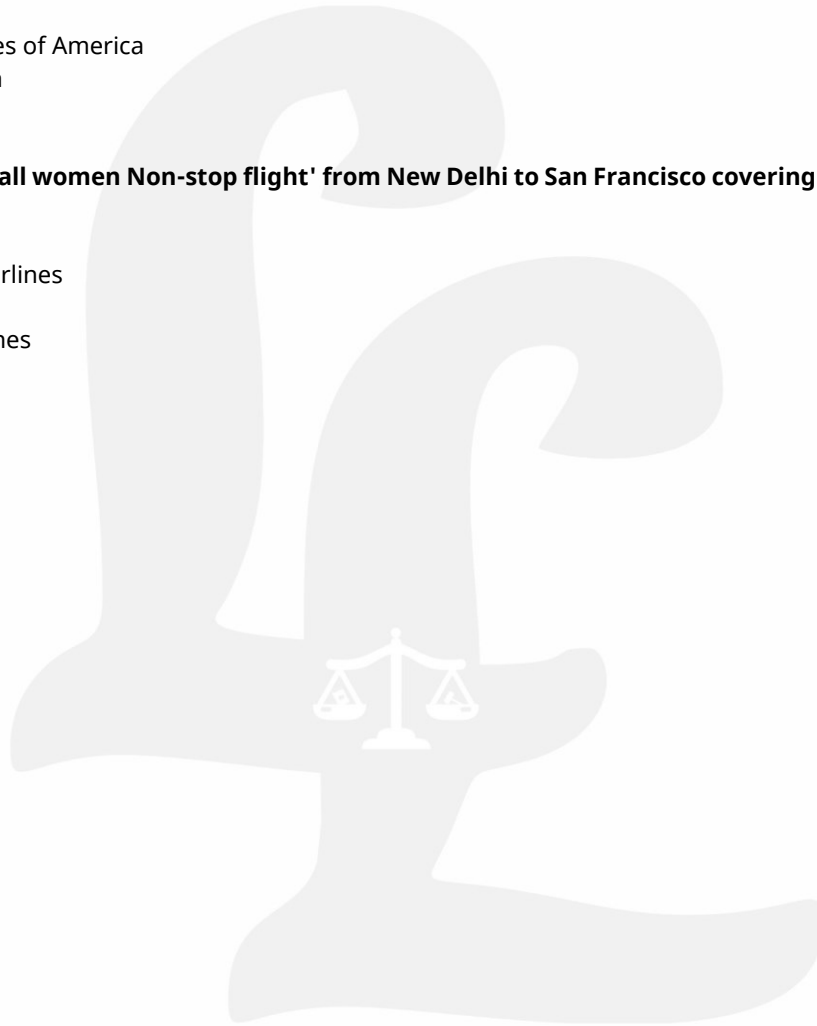 es of America
all women Non-stop flight' from New Delhi to San Francisco covering
rlines
nes